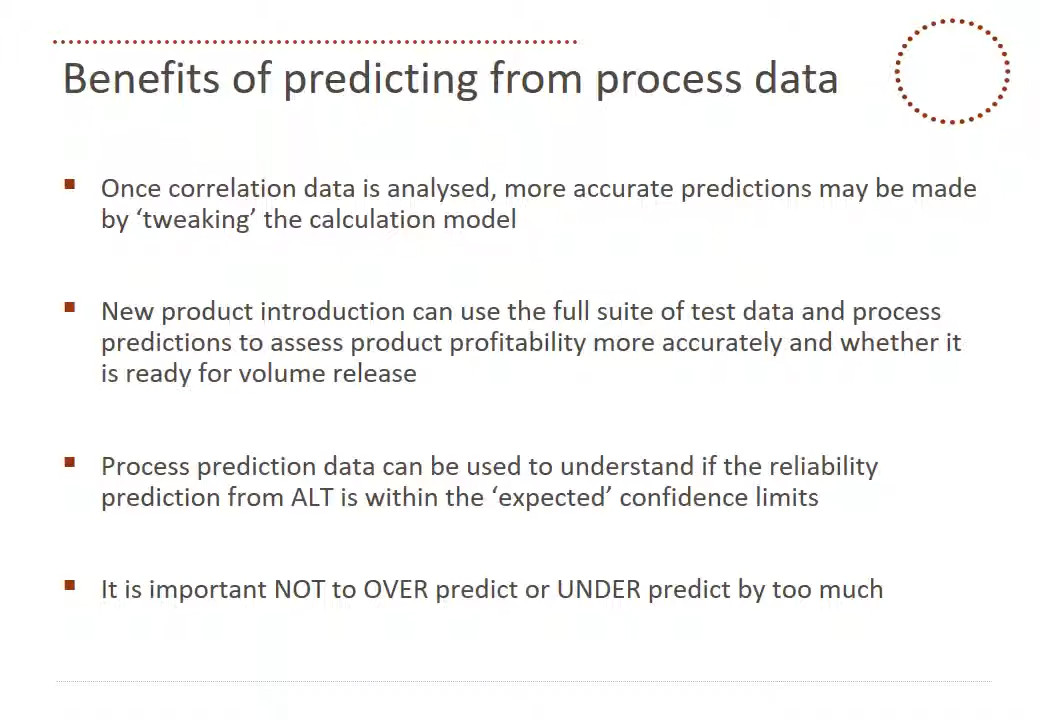 Benefits of predicting from process data
Once correlation data is analysed, more accurate predictions may be made
by ‘tweaking’ the calculation model
New product introduction can use the full suite of test data and process
predictions to assess product profitability more accurately and whether it
is ready for volume release
Process prediction data can be used to understand if the reliability
prediction from ALT is within the ‘expected’ confidence limits
It is important NOT to OVER predict or UNDER predict by too much